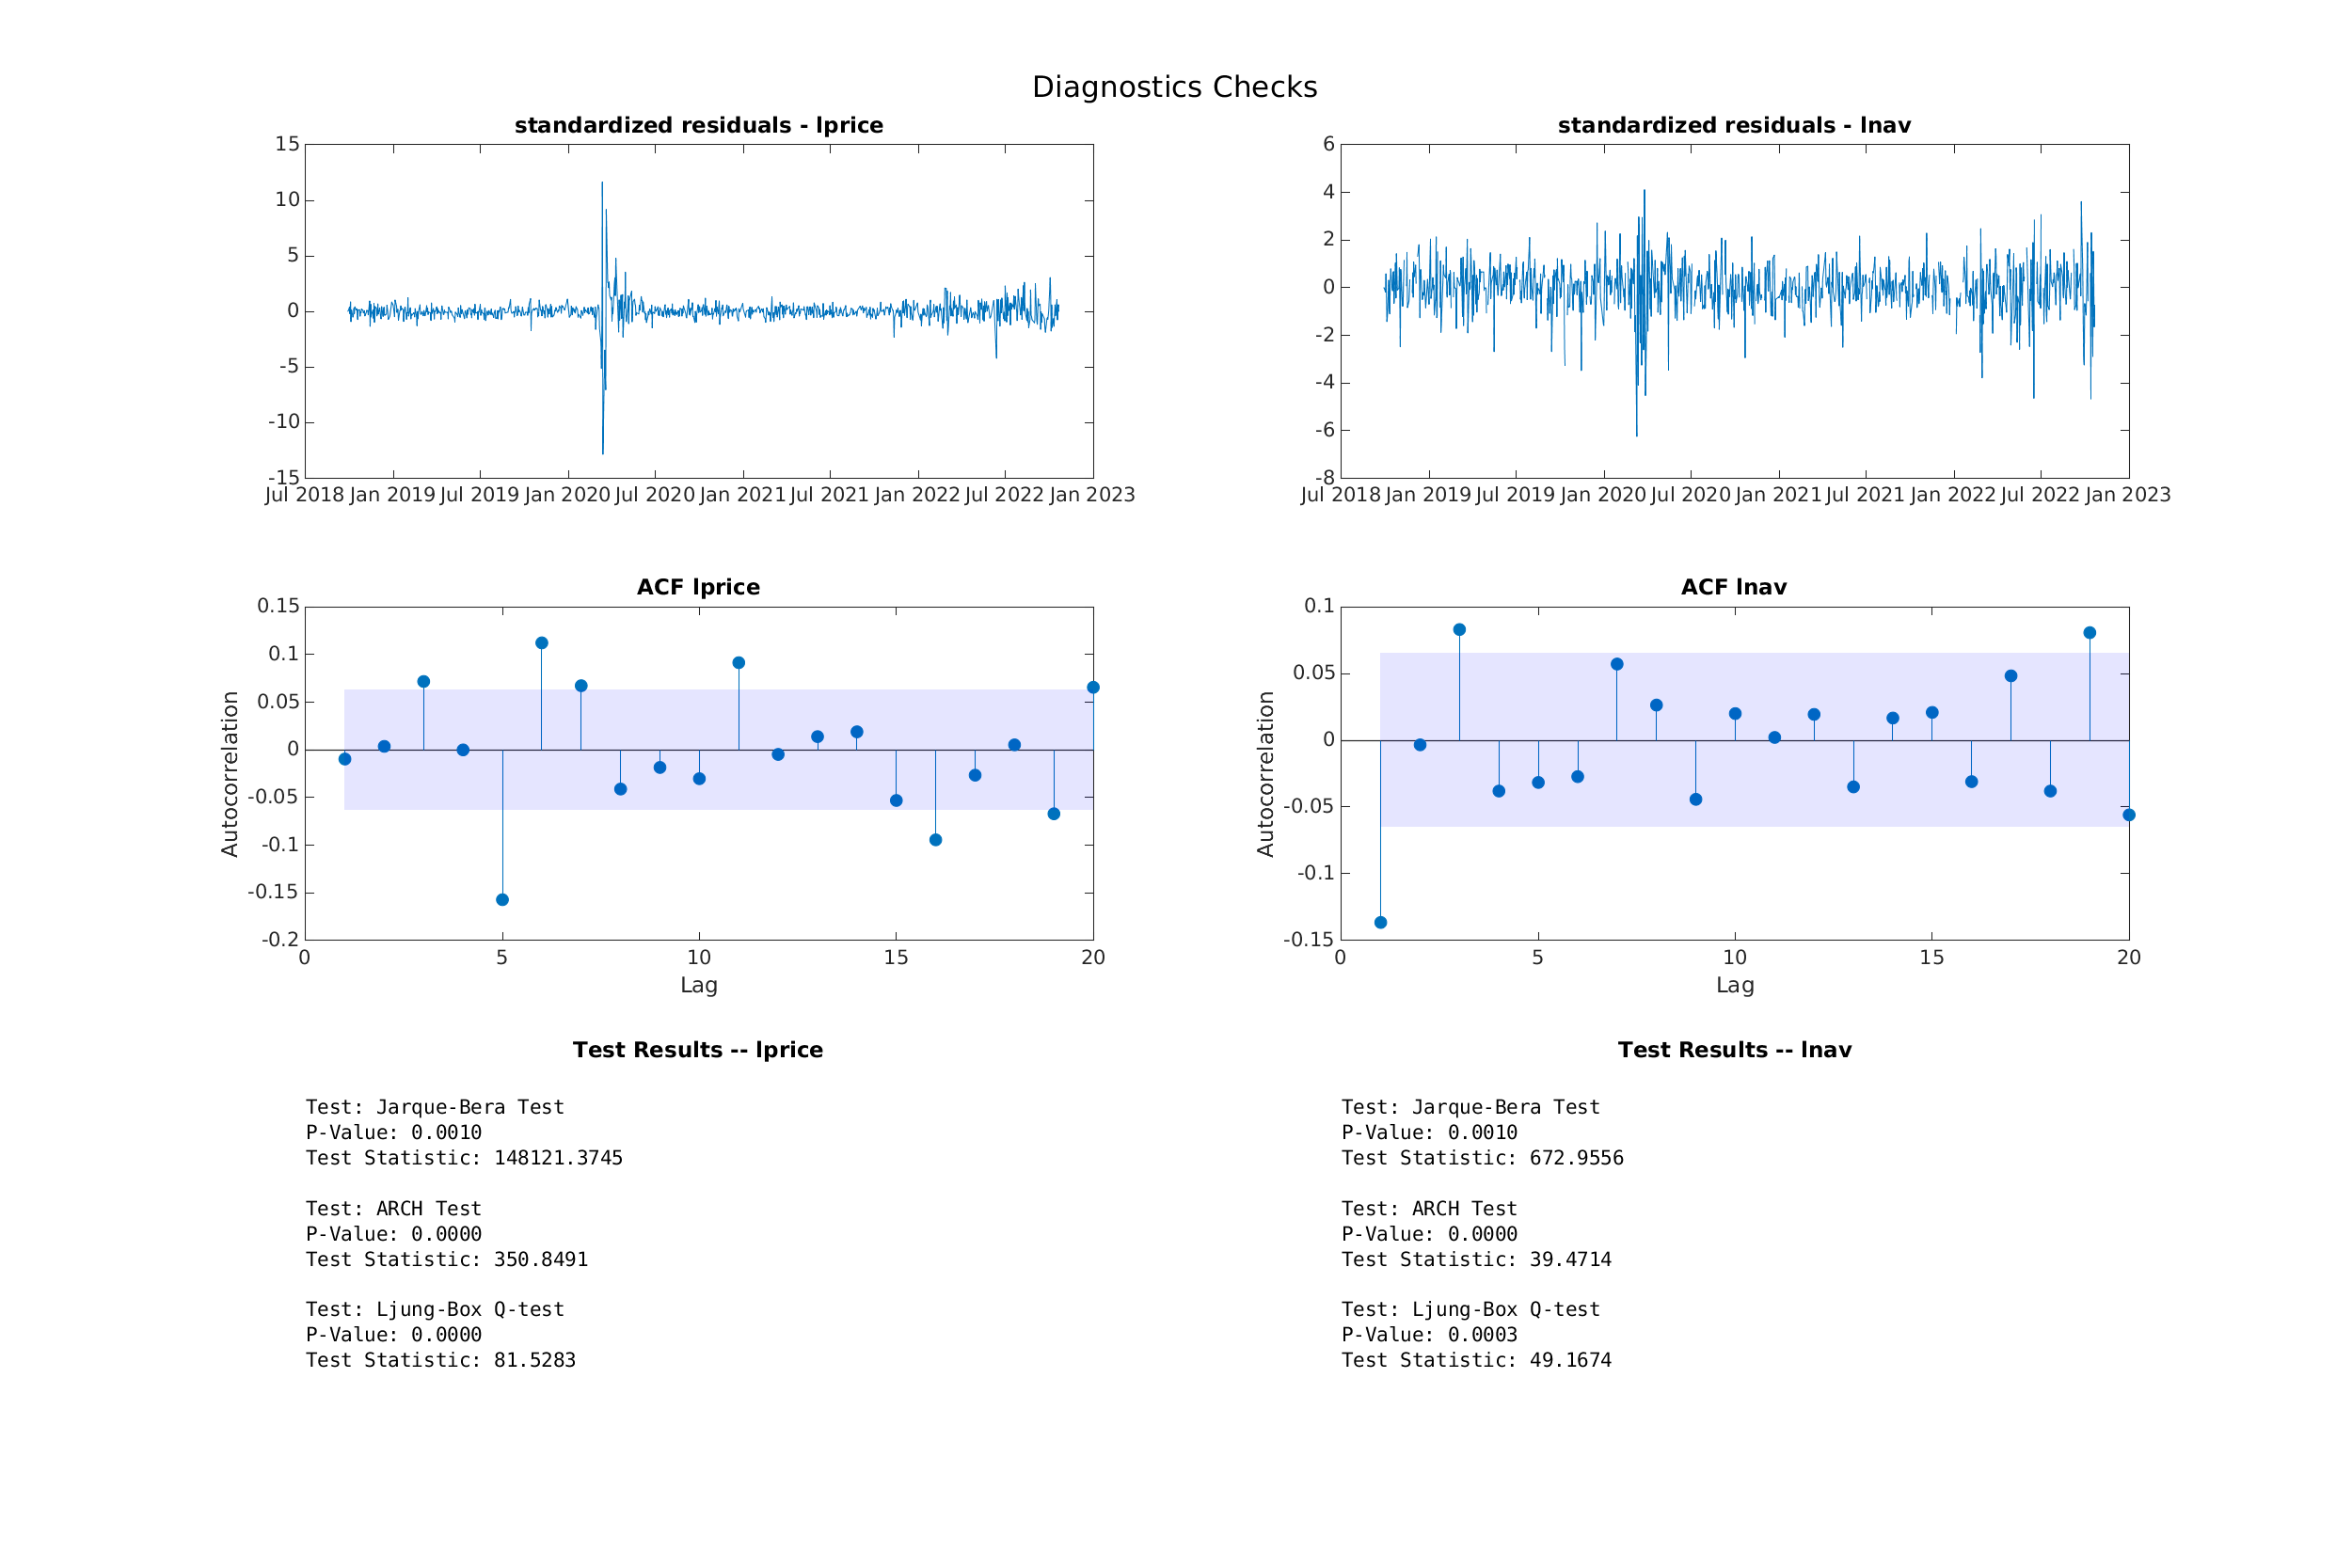 Diagnostics Checks
standardized residuals - lprice
15
10
5
0
-5
-10
-15
Jul 2018 Jan 2019 Jul 2019 Jan 2020 Jul 2020 Jan 2021 Jul 2021 Jan 2022 Jul 2022 Jan 2023
standardized residuals - lnav
6
4
2
0
-2
-4
-6
-8
Jul 2018 Jan 2019 Jul 2019 Jan 2020 Jul 2020 Jan 2021 Jul 2021 Jan 2022 Jul 2022 Jan 2023
ACF lprice
Autocorrelation
0.15
0.1
0.05
0
-0.05
-0.1
-0.15
-0.2
0 5 10 15 20
Lag
ACF lnav
Autocorrelation
0.1
0.05
0
-0.05
-0.1
-0.15
0 5 10 15 20
Lag
Test Results -- lprice
Test: Jarque-Bera Test
P-Value: 0.0010
Test Statistic: 148121.3745
Test: ARCH Test
P-Value: 0.0000
Test Statistic: 350.8491
Test: Ljung-Box Q-test
P-Value: 0.0000
Test Statistic: 81.5283
Test Results -- lnav
Test: Jarque-Bera Test
P-Value: 0.0010
Test Statistic: 672.9556
Test: ARCH Test
P-Value: 0.0000
Test Statistic: 39.4714
Test: Ljung-Box Q-test
P-Value: 0.0003
Test Statistic: 49.1674